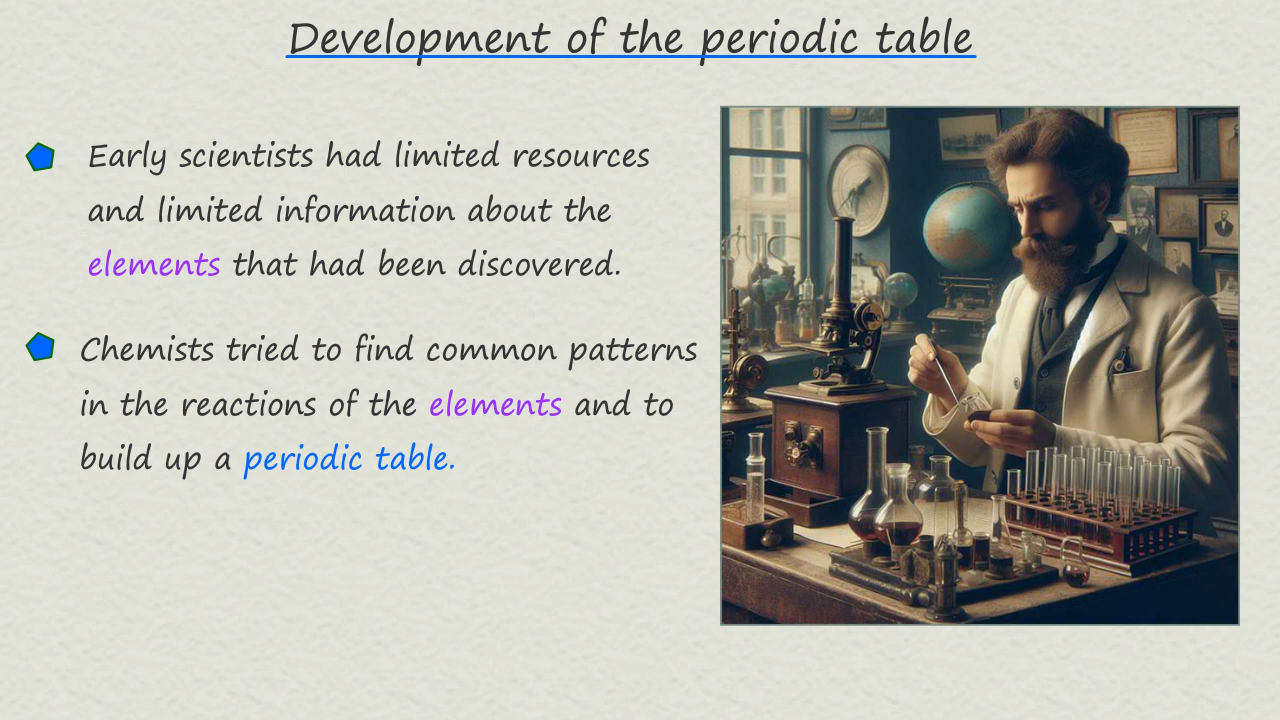 Development of the periodic table
Early scientists had limited resources
and limited information about the
elements that had been discovered.
Chemists tried to find common patterns
in the reactions of the elements and to
build up a periodic table.